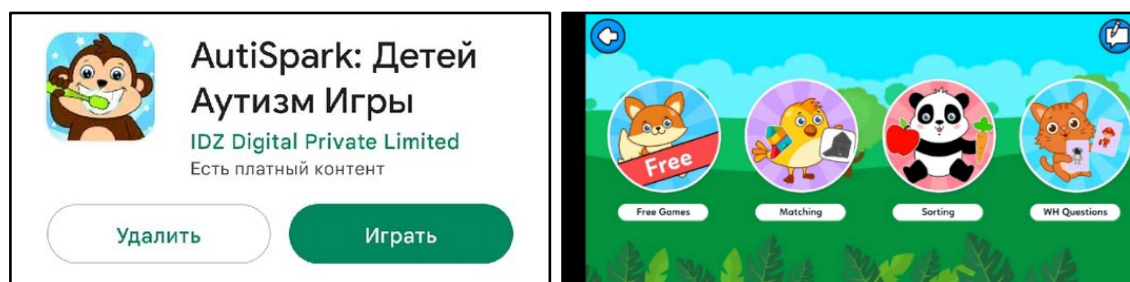 AutiSpark: Детей
Аутизм Игры
IDZ Digital Private Limited
Есть платный контент
Удалить
Играть
Free
Free Games
Matching
Sorting
WH Questions